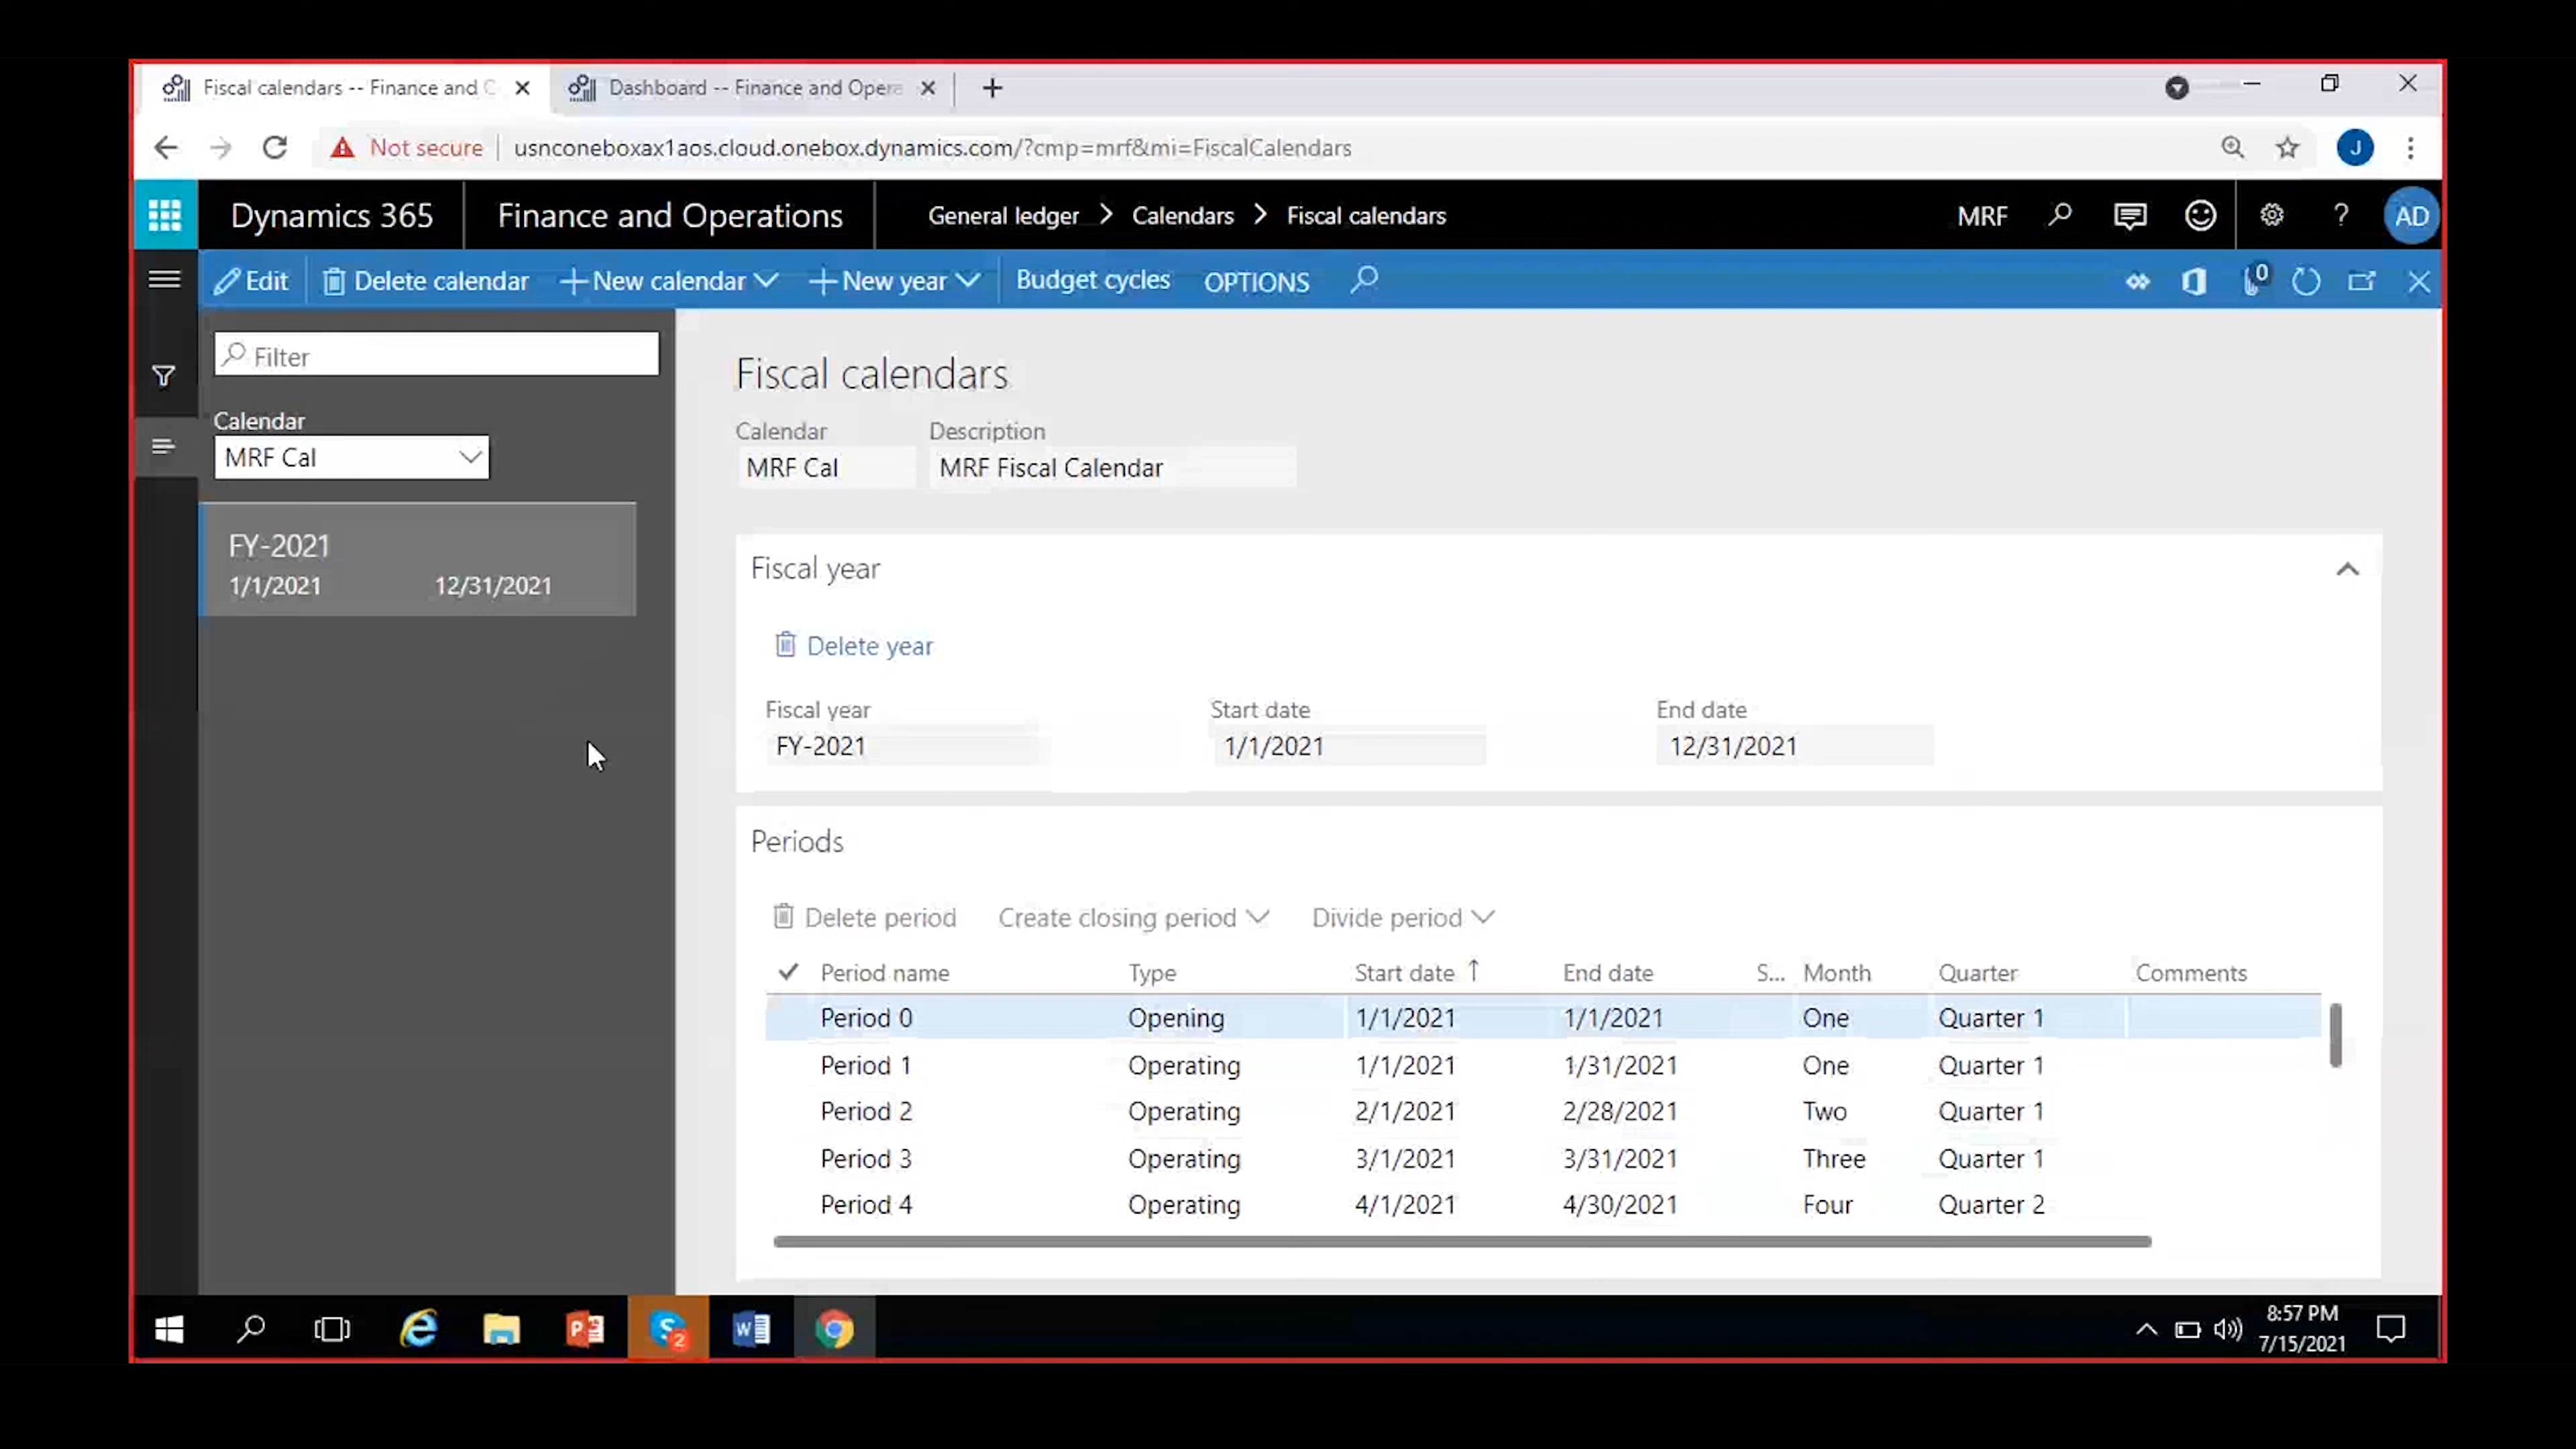 Fiscal calendars -- Finance and
Dashboard -- Finance and Opera
Not secure
usnconeboxax1aos.cloud.onebox.dynamics.com/?cmp=mrf&mi=FiscalCalendars
J
Dynamics 365
Finance and Operations
General ledger > Calendars > Fiscal calendars
MRF
?
AD
Edit
Delete calendar
New calendar
New year
Budget cycles
OPTIONS
0
Filter
Calendar
MRF Cal
FY-2021
1/1/2021 12/31/2021
Fiscal calendars
Calendar Description
MRF Cal MRF Fiscal Calendar
Fiscal year
Delete year
Fiscal year Start date End date
FY-2021 1/1/2021 12/31/2021
Periods
Delete period Create closing period Divide period
Period name Type Start date End date S... Month Quarter Comments
Period 0 Opening 1/1/2021 1/1/2021 One Quarter 1
Period 1 Operating 1/1/2021 1/31/2021 One Quarter 1
Period 2 Operating 2/1/2021 2/28/2021 Two Quarter 1
Period 3 Operating 3/1/2021 3/31/2021 Three Quarter 1
Period 4 Operating 4/1/2021 4/30/2021 Four Quarter 2
2
8:57 PM
7/15/2021